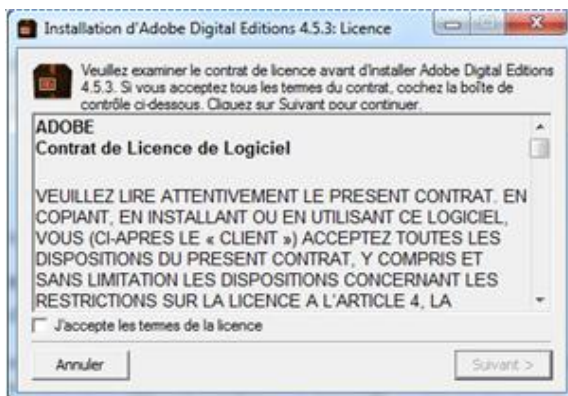 Installation d'Adobe Digital Editions 4.5.3: Licence
Veuillez examiner le contrat de licence avant d'installer Adobe Digital Editions
4.5.3. Si vous acceptez tous les termes du contrat, cochez la boîte de
contrôle ci-dessous. Cliquez sur Suivant pour continuer.
ADOBE
Contrat de Licence de Logiciel
VEUILLEZ LIRE ATTENTIVEMENT LE PRESENT CONTRAT. EN
COPIANT, EN INSTALLANT OU EN UTILISANT CE LOGICIEL,
VOUS (CI-APRES LE « CLIENT ») ACCEPTEZ TOUTES LES
DISPOSITIONS DU PRESENT CONTRAT, Y COMPRIS ET
SANS LIMITATION LES DISPOSITIONS CONCERNANT LES
RESTRICTIONS SUR LA LICENCE A L'ARTICLE 4, LA
J'accepte les termes de la licence
Annuler
Suivant >